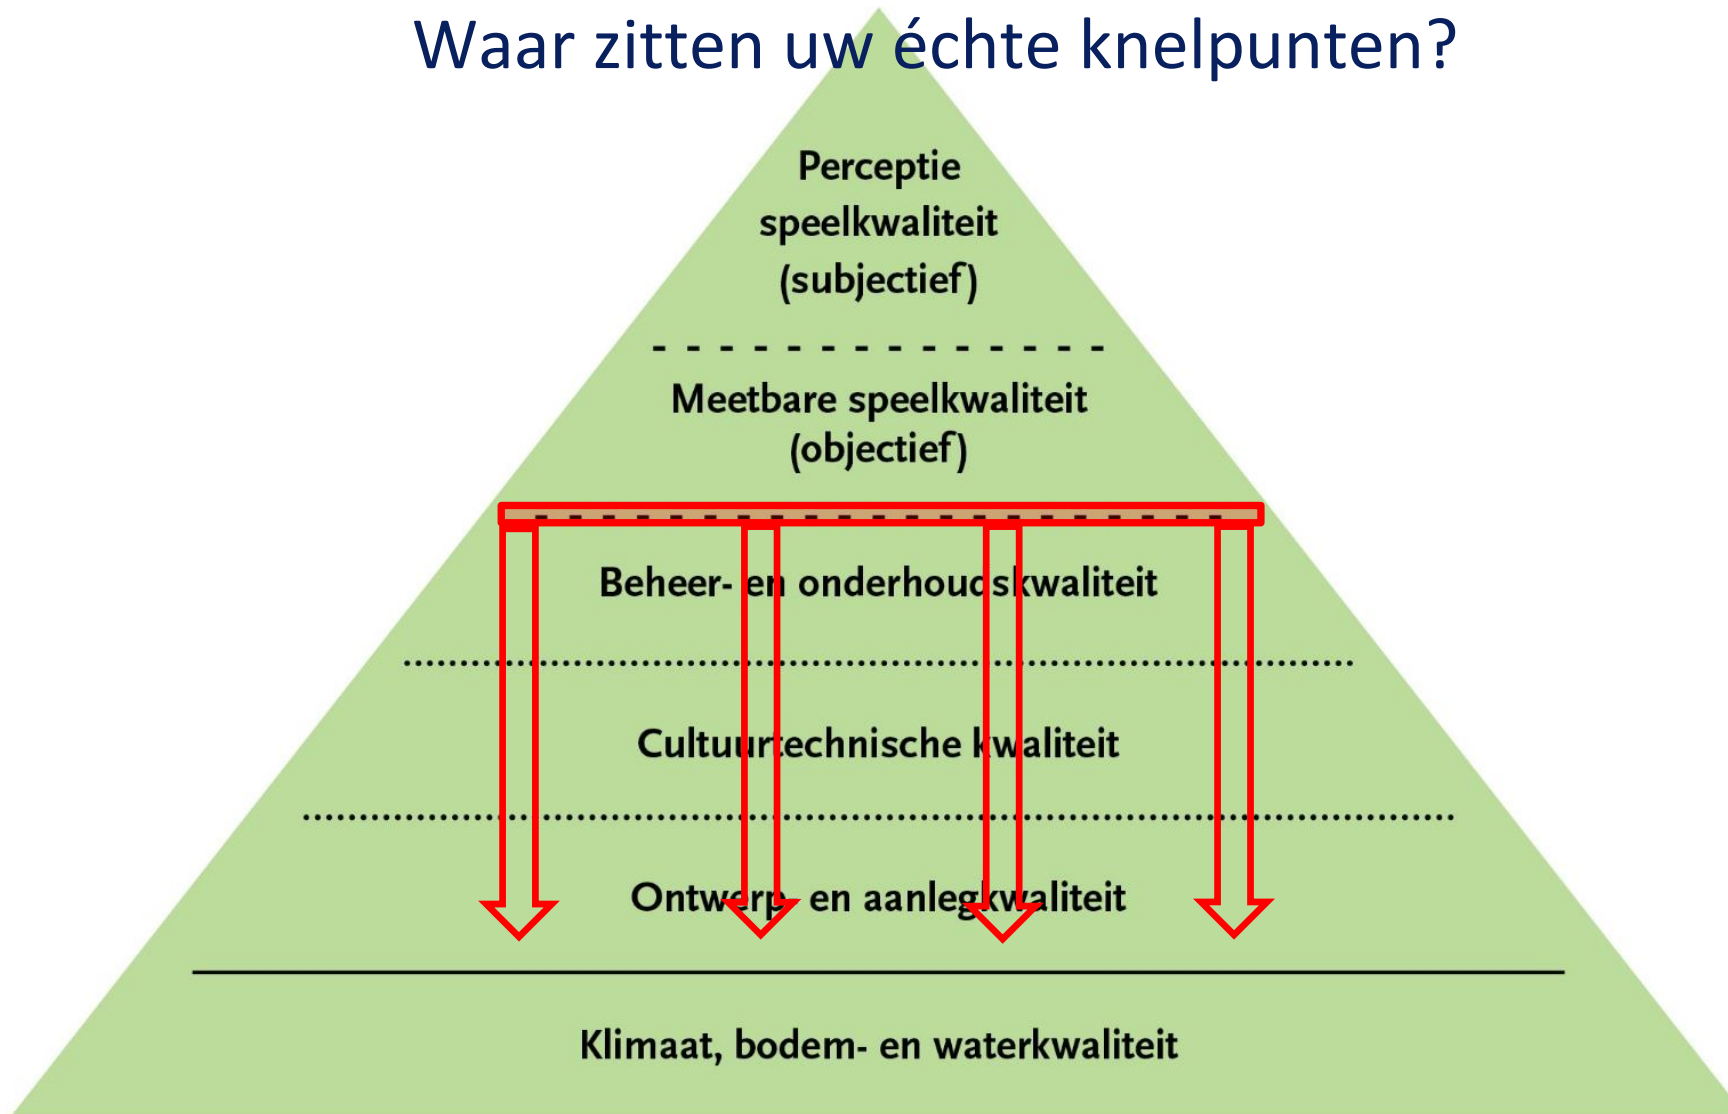 Waar zitten uw échte knelpunten?
Perceptie
speelkwaliteit
(subjectief)
Meetbare speelkwaliteit
(objectief)
Beheer- en onderhoudskwaliteit
Cultuurtechnische kwaliteit
Ontwerp- en aanlegkwaliteit
Klimaat, bodem- en waterkwaliteit